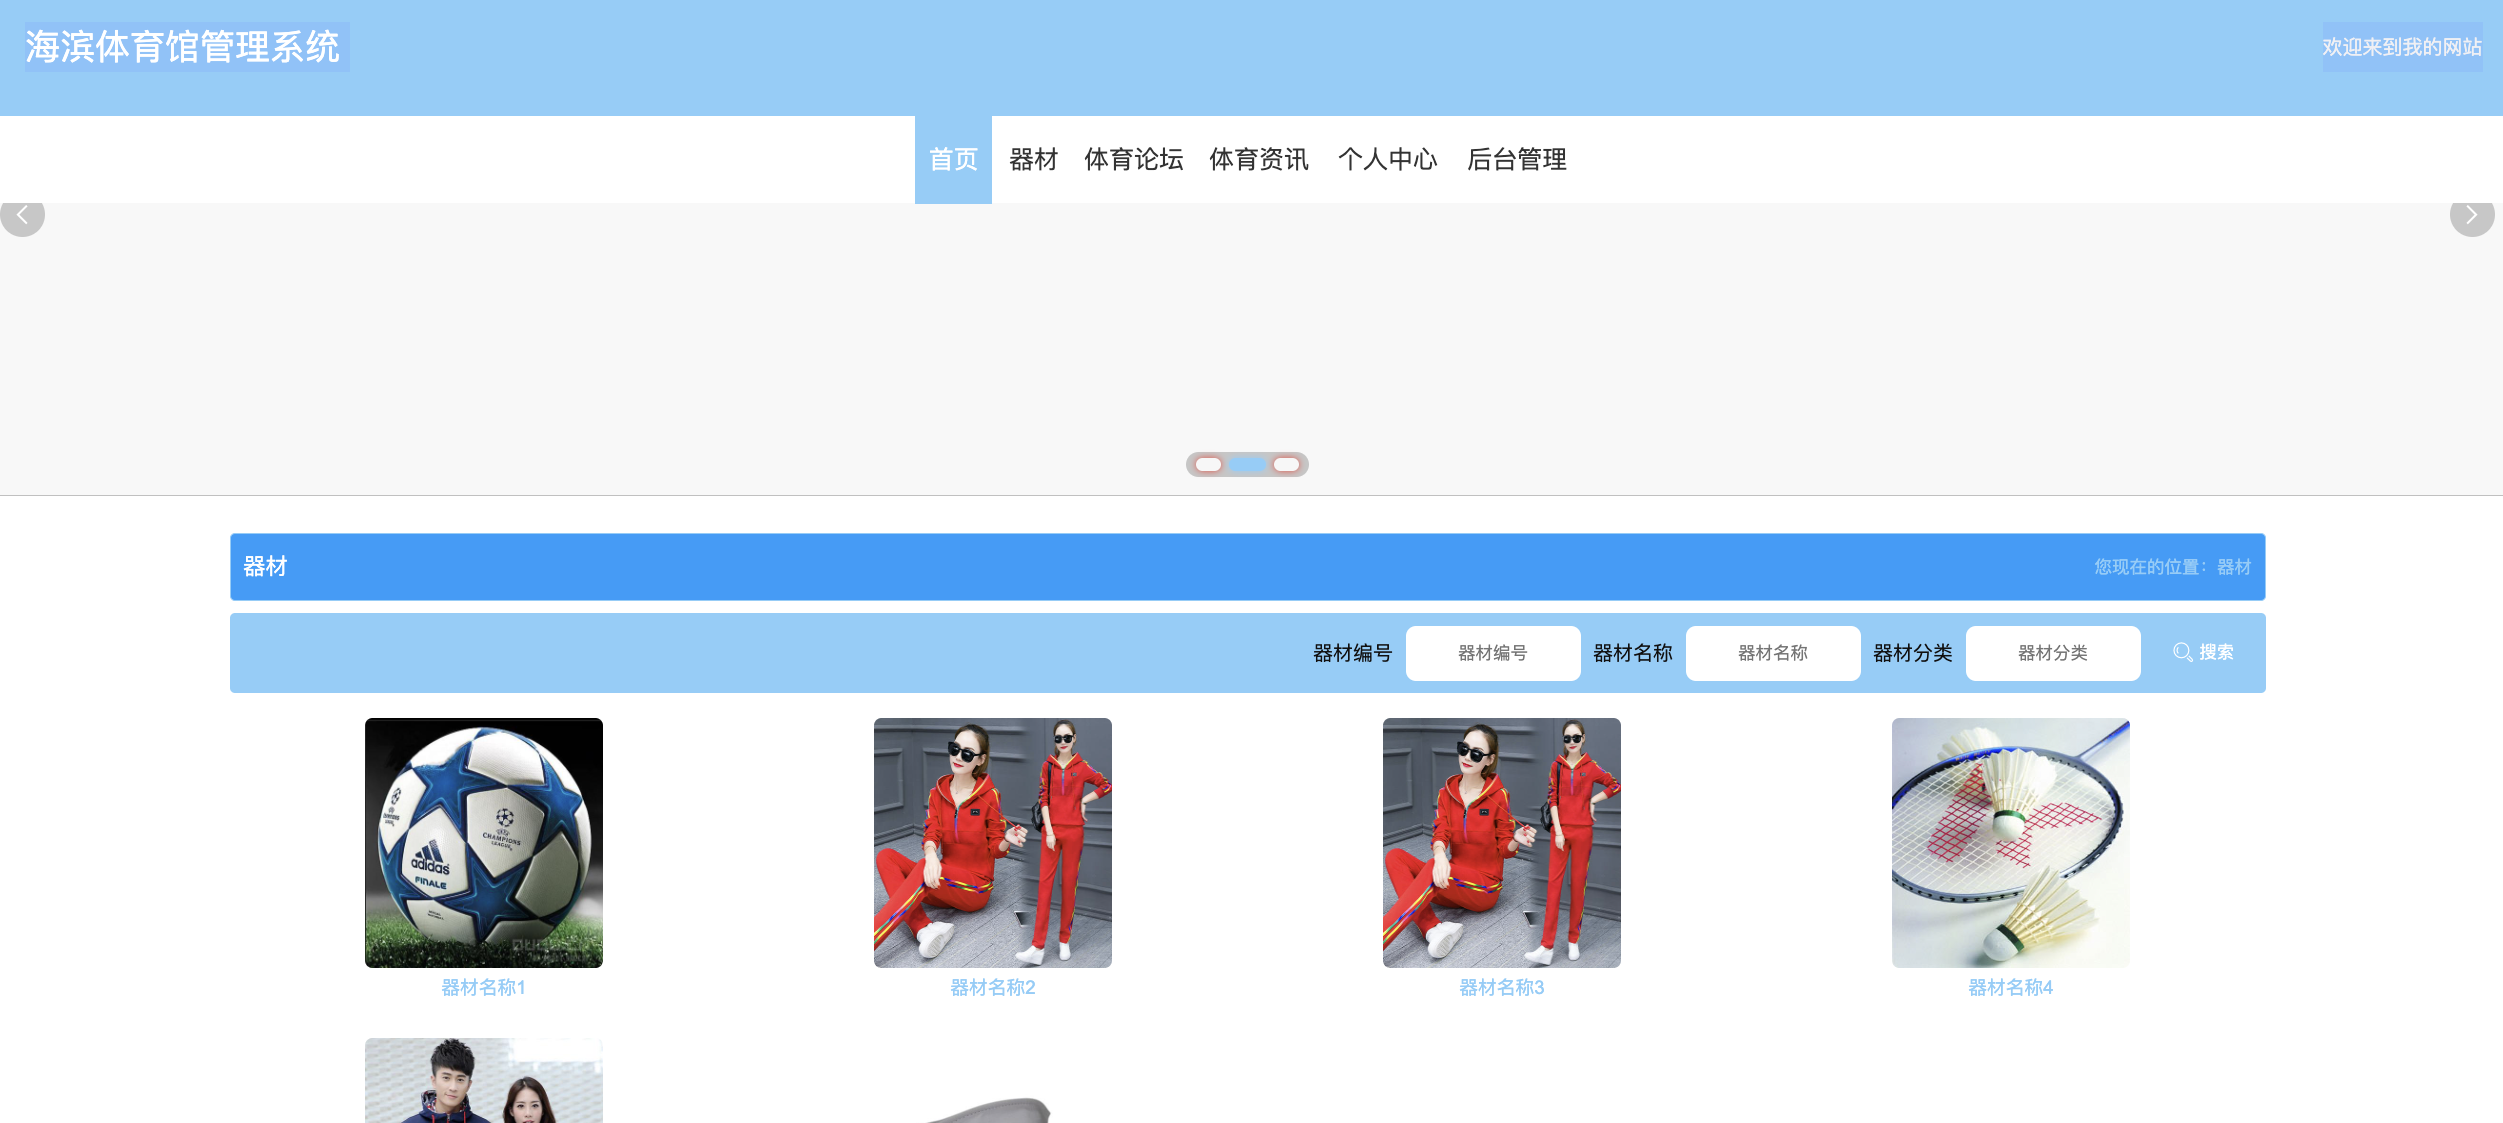 海滨体育馆管理系统
欢迎来到我的网站
首页 器材 体育论坛 体育资讯 个人中心 后台管理
器材
您现在的位置：器材
器材编号 器材编号 器材名称 器材名称 器材分类 器材分类 搜索
CHAMPIONS
LEAGUE
adidas
FINALE
器材名称1 器材名称2 器材名称3 器材名称4